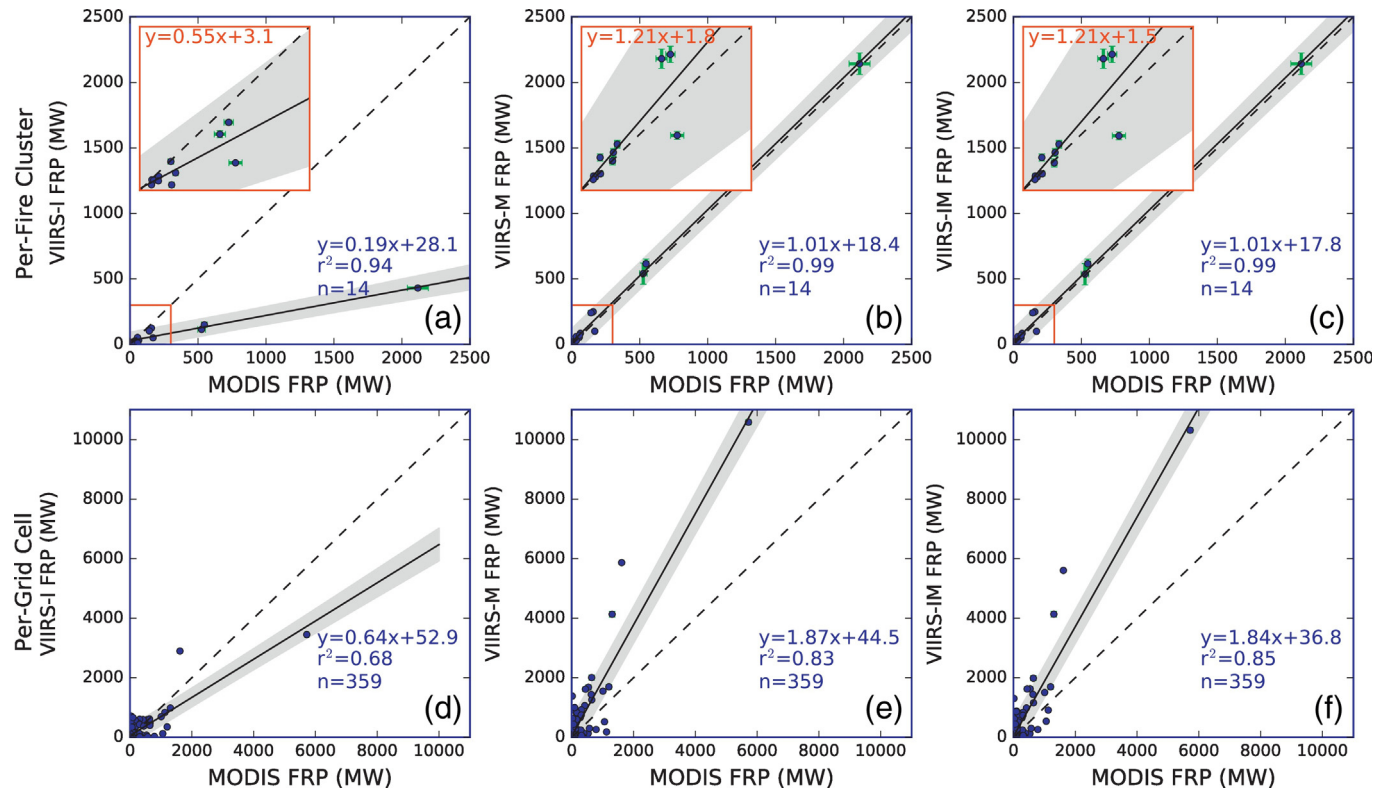 Per-Fire Cluster
VIIRS-I FRP (MW)
2500
2000
1500
1000
500
0
y=0.55x+3.1
y=0.19x+28.1
r²=0.94
n=14
(a)
0 500 1000 1500 2000 2500
MODIS FRP (MW)
VIIRS-M FRP (MW)
2500
2000
1500
1000
500
0
y=1.21x+1.8
y=1.01x+18.4
r²=0.99
n=14
(b)
0 500 1000 1500 2000 2500
MODIS FRP (MW)
VIIRS-IM FRP (MW)
2500
2000
1500
1000
500
0
y=1.21x+1.5
y=1.01x+17.8
r²=0.99
n=14
(c)
0 500 1000 1500 2000 2500
MODIS FRP (MW)
Per-Grid Cell
VIIRS-I FRP (MW)
10000
8000
6000
4000
2000
0
y=0.64x+52.9
r²=0.68
n=359
(d)
0 2000 4000 6000 8000 10000
MODIS FRP (MW)
VIIRS-M FRP (MW)
10000
8000
6000
4000
2000
0
y=1.87x+44.5
r²=0.83
n=359
(e)
0 2000 4000 6000 8000 10000
MODIS FRP (MW)
VIIRS-IM FRP (MW)
10000
8000
6000
4000
2000
0
y=1.84x+36.8
r²=0.85
n=359
(f)
0 2000 4000 6000 8000 10000
MODIS FRP (MW)